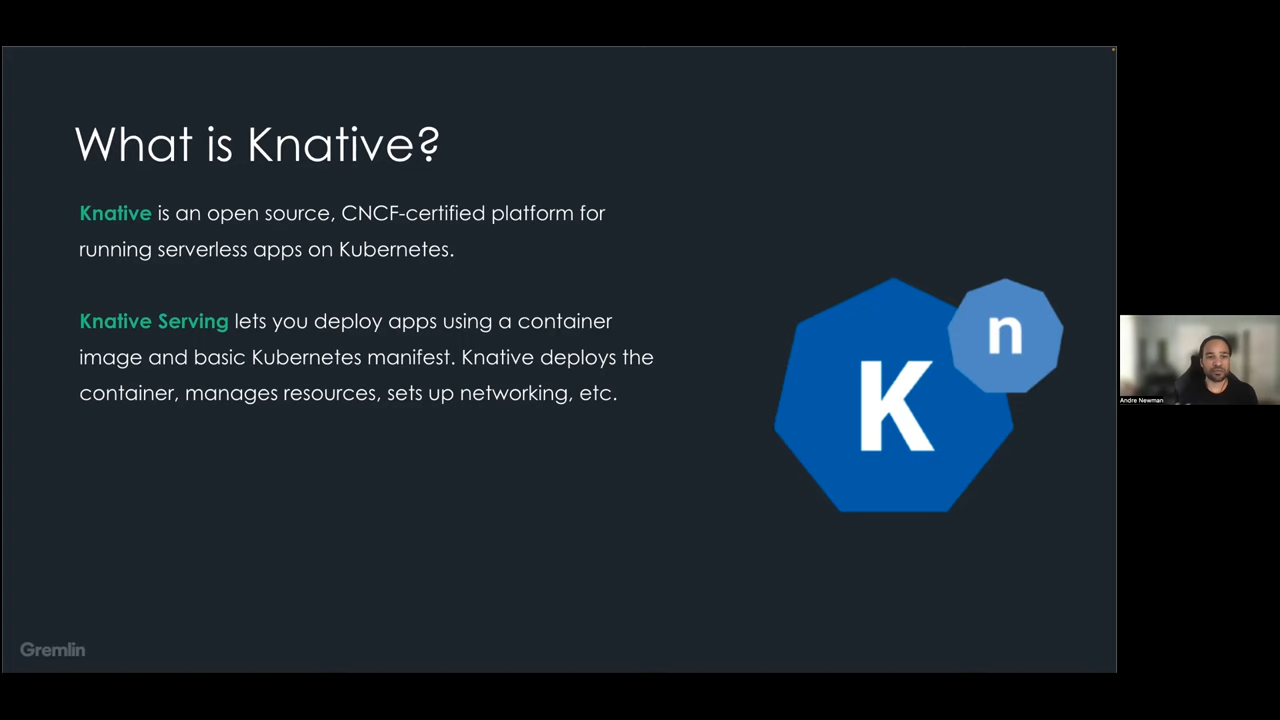 What is Knative?
Knative is an open source, CNCF-certified platform for
running serverless apps on Kubernetes.
Knative Serving lets you deploy apps using a container
image and basic Kubernetes manifest. Knative deploys the
container, manages resources, sets up networking, etc.
K
n
Andre Newman
Gremlin